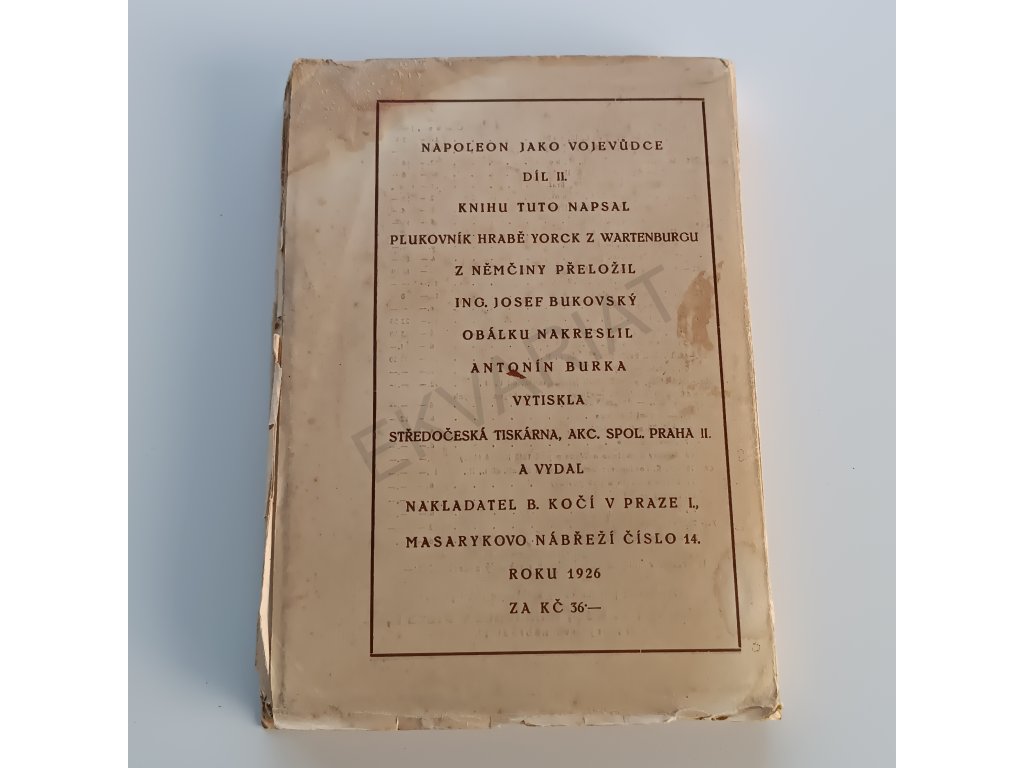 NAPOLEON JAKO VOJEVŮDCE
DÍL II.
KNIHU TUTO NAPSAL
PLUKOVNÍK HRABĚ YORCK Z WARTENBURGU
Z NĚMČINY PŘELOŽIL
ING. JOSEF BUKOVSKÝ
OBÁLKU NAKRESLIL
ANTONÍN BURKA
VYTISKLA
STŘEDOČESKÁ TISKÁRNA, AKC. SPOL. PRAHA II.
A VYDAL
NAKLADATEL B. KOČÍ V PRAZE I.,
MASARYKOVO NÁBŘEŽÍ ČÍSLO 14.
ROKU 1926
ZA KČ 36·—
EKVARIAT